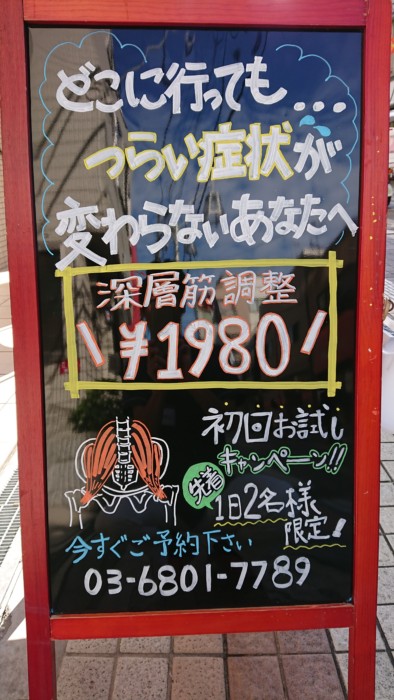 どこに行っても...
つらい症状が
変わらないあなたへ
深層筋調整
\ ¥1980 /
初回お試し
キャンペーン!!
先着
1日2名様
限定!
今すぐご予約下さい
03-6801-7789